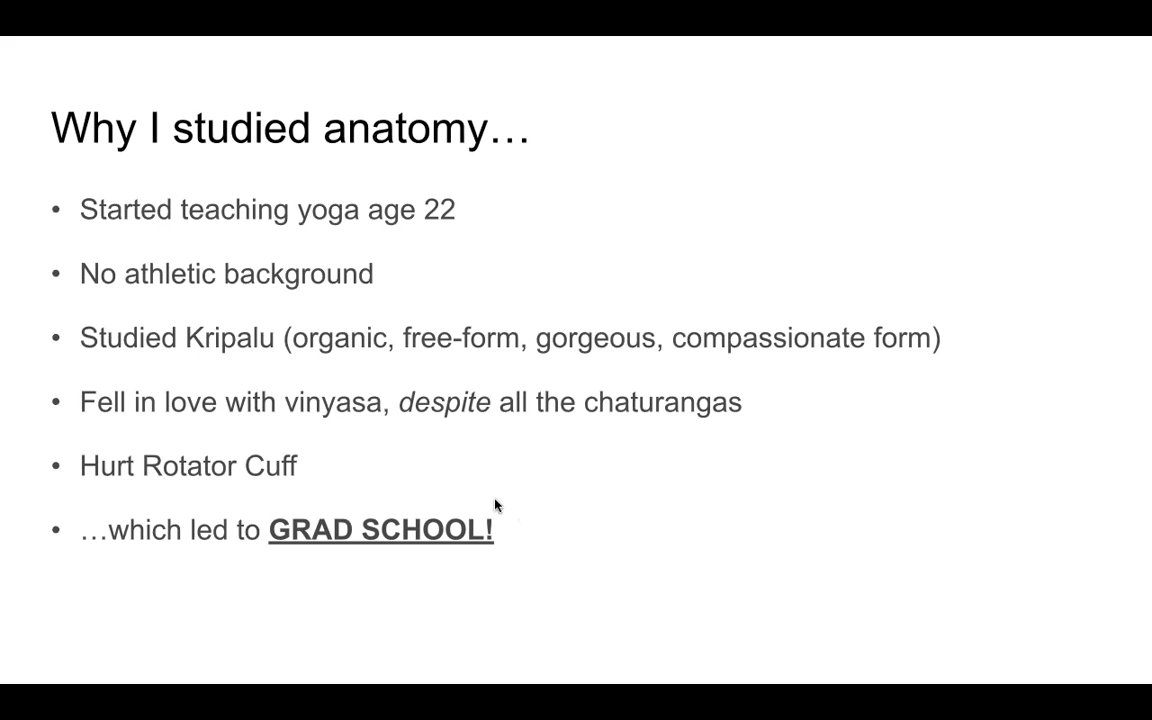 Why I studied anatomy…
• Started teaching yoga age 22
• No athletic background
• Studied Kripalu (organic, free-form, gorgeous, compassionate form)
• Fell in love with vinyasa, despite all the chaturangas
• Hurt Rotator Cuff
• …which led to GRAD SCHOOL!